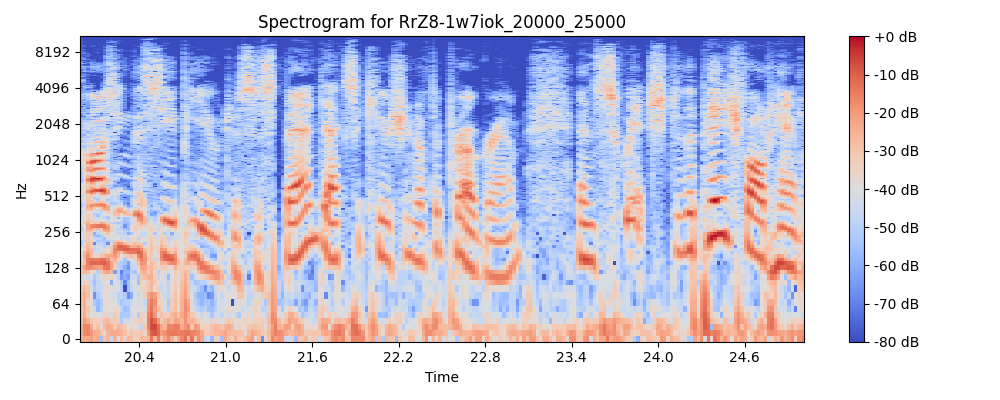 Spectrogram for RrZ8-1w7iok_20000_25000
Hz
8192
4096
2048
1024
512
256
128
64
0
20.4 21.0 21.6 22.2 22.8 23.4 24.0 24.6
Time
+0 dB
-10 dB
-20 dB
-30 dB
-40 dB
-50 dB
-60 dB
-70 dB
-80 dB